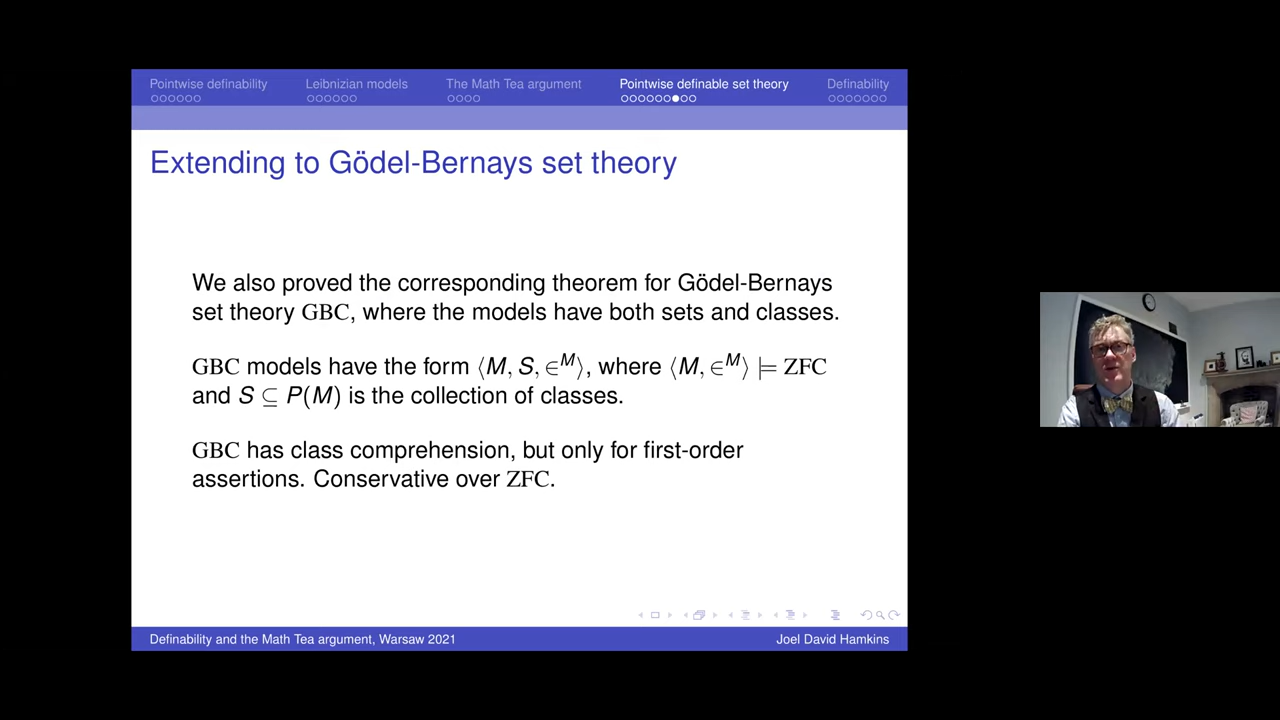 Pointwise definability Leibnizian models The Math Tea argument Pointwise definable set theory Definability
Extending to Gödel-Bernays set theory
We also proved the corresponding theorem for Gödel-Bernays
set theory GBC, where the models have both sets and classes.
GBC models have the form ⟨M, S, ∈ᴹ⟩, where ⟨M, ∈ᴹ⟩ ⊨ ZFC
and S ⊆ P(M) is the collection of classes.
GBC has class comprehension, but only for first-order
assertions. Conservative over ZFC.
Definability and the Math Tea argument, Warsaw 2021 Joel David Hamkins